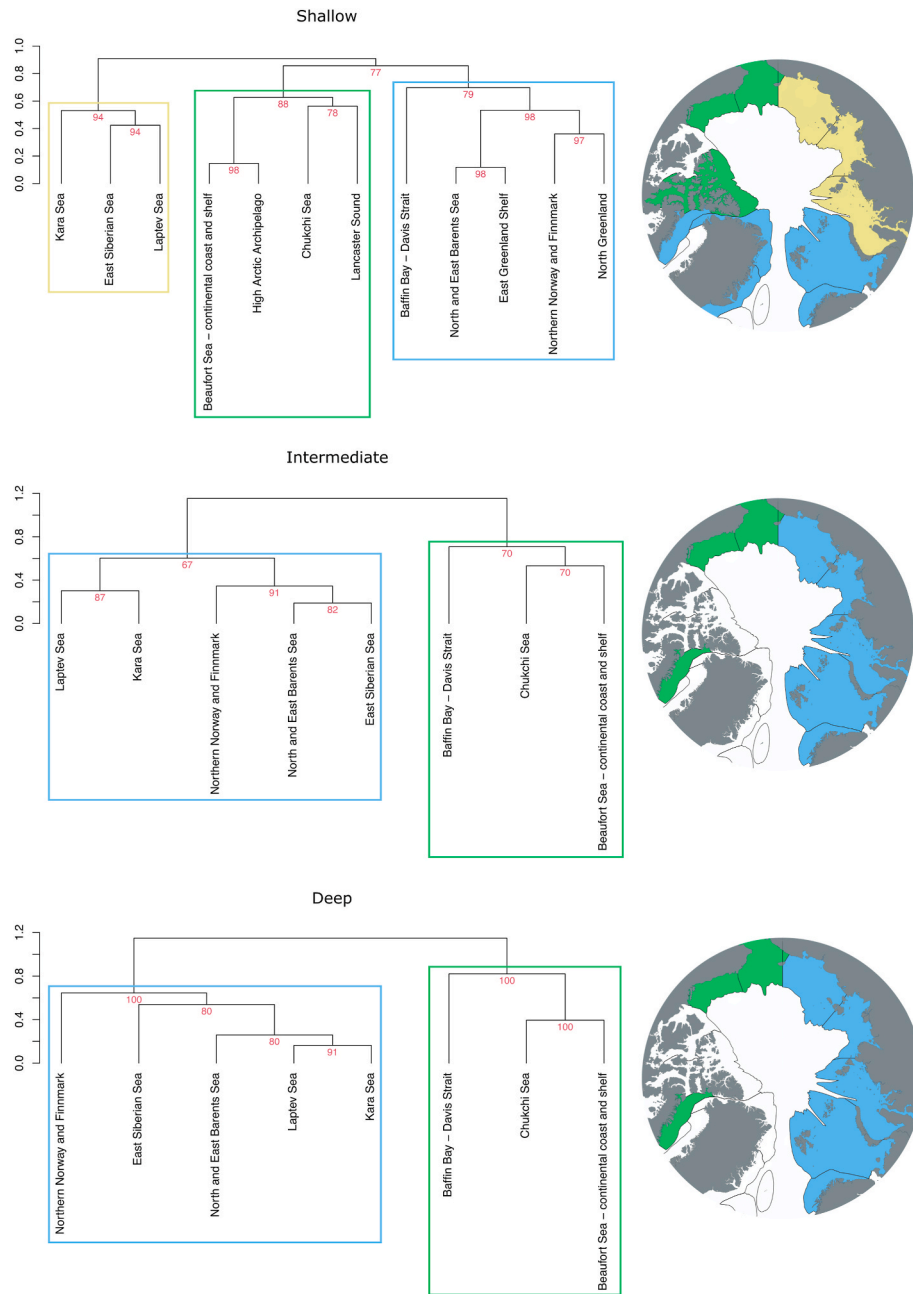 Shallow
1.0
0.8
0.6
0.4
0.2
0.0
77
94
94
88
98
78
79
98
98
97
Kara Sea
East Siberian Sea
Laptev Sea
Beaufort Sea – continental coast and shelf
High Arctic Archipelago
Chukchi Sea
Lancaster Sound
Baffin Bay – Davis Strait
North and East Barents Sea
East Greenland Shelf
Northern Norway and Finnmark
North Greenland
Intermediate
1.2
0.8
0.4
0.0
67
87
91
82
70
70
Laptev Sea
Kara Sea
Northern Norway and Finnmark
North and East Barents Sea
East Siberian Sea
Baffin Bay – Davis Strait
Chukchi Sea
Beaufort Sea – continental coast and shelf
Deep
1.2
0.8
0.4
0.0
100
80
80
91
100
100
Northern Norway and Finnmark
East Siberian Sea
North and East Barents Sea
Laptev Sea
Kara Sea
Baffin Bay – Davis Strait
Chukchi Sea
Beaufort Sea – continental coast and shelf